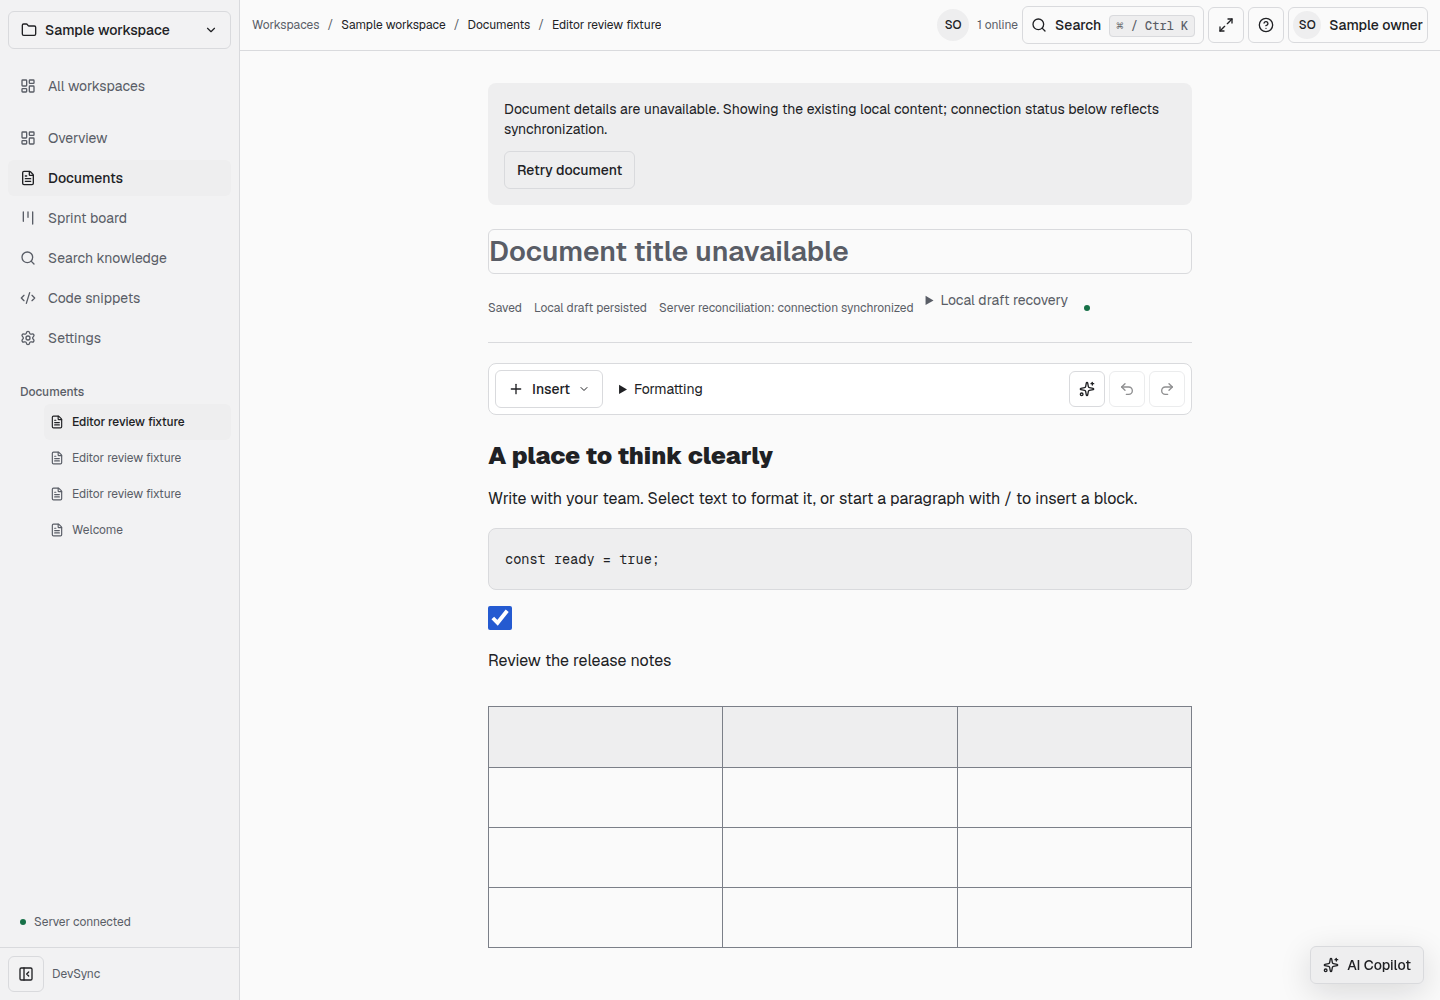 Sample workspace
All workspaces
Overview
Documents
Sprint board
Search knowledge
Code snippets
Settings
Documents
Editor review fixture
Editor review fixture
Editor review fixture
Welcome
Server connected
DevSync
Workspaces / Sample workspace / Documents / Editor review fixture
SO 1 online Search ⌘ / Ctrl K SO Sample owner
Document details are unavailable. Showing the existing local content; connection status below reflects
synchronization.
Retry document
Document title unavailable
Saved Local draft persisted Server reconciliation: connection synchronized Local draft recovery
Insert Formatting
A place to think clearly
Write with your team. Select text to format it, or start a paragraph with / to insert a block.
const ready = true;
Review the release notes
AI Copilot